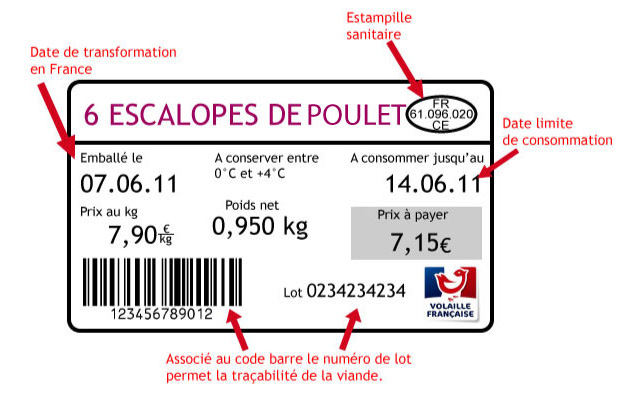 Estampille
sanitaire
Date de transformation
en France
6 ESCALOPES DE POULET
FR
61.096.020
CE
Date limite
de consommation
Emballé le
07.06.11
A conserver entre
0°C et +4°C
A consommer jusqu'au
14.06.11
Prix au kg
7,90€/kg
Poids net
0,950 kg
Prix à payer
7,15€
123456789012
Lot 0234234234
VOLAILLE
FRANÇAISE
Associé au code barre le numéro de lot
permet la traçabilité de la viande.